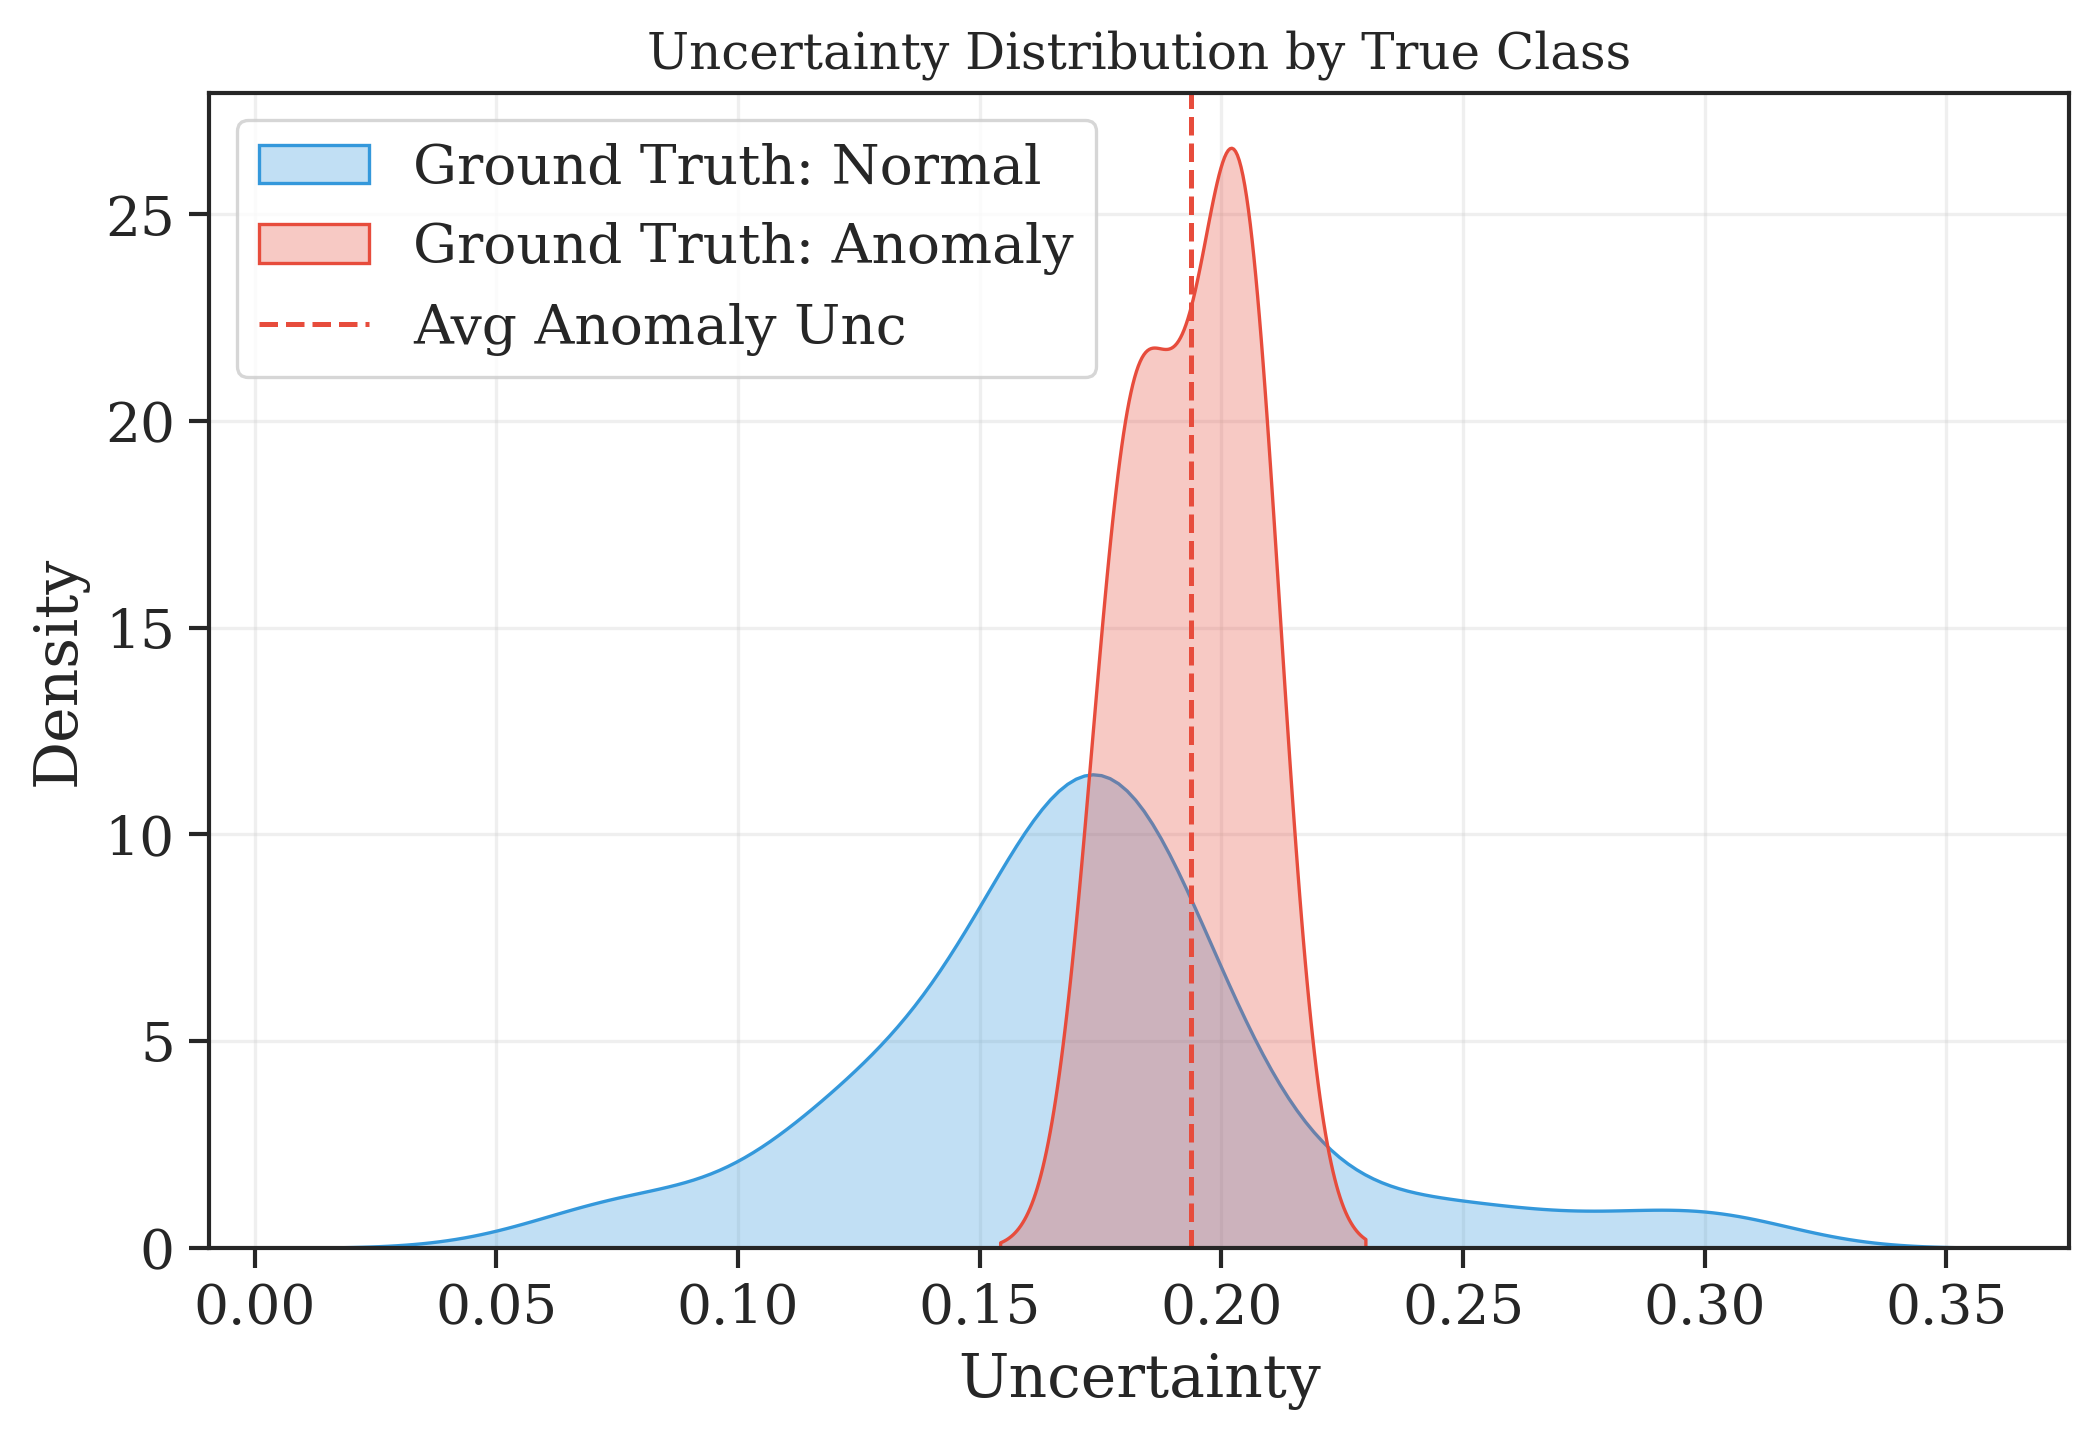 Uncertainty Distribution by True Class
Ground Truth: Normal
Ground Truth: Anomaly
Avg Anomaly Unc
Density
25
20
15
10
5
0
0.00 0.05 0.10 0.15 0.20 0.25 0.30 0.35
Uncertainty